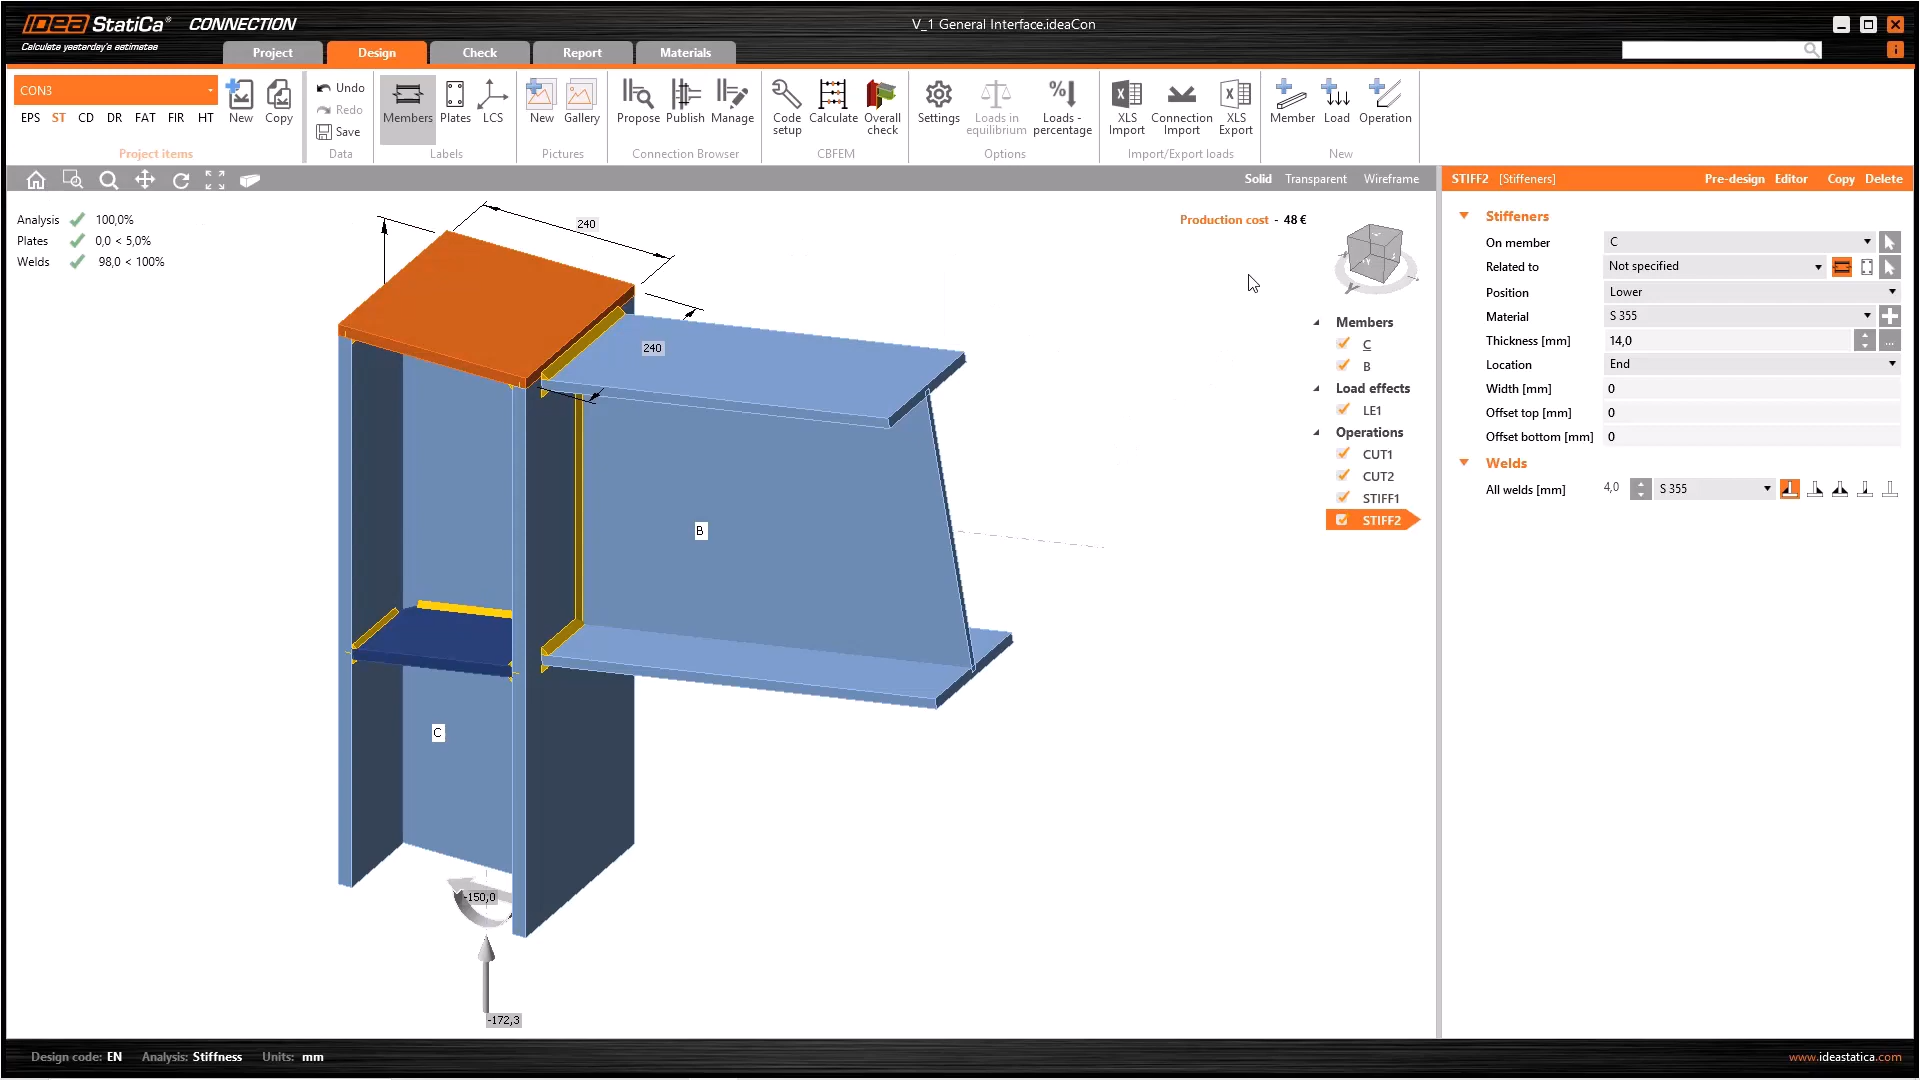 IDEA StatiCa® CONNECTION
Calculate yesterday's estimates
V_1 General Interface.ideaCon
Project Design Check Report Materials
CON3
EPS ST CD DR FAT FIR HT
New Copy
Project items
Undo
Redo
Save
Data
Members Plates LCS
Labels
New Gallery
Pictures
Propose Publish Manage
Connection Browser
Code setup Calculate Overall check
CBFEM
Settings Loads in equilibrium Loads - percentage
Options
XLS Import Connection Import XLS Export
Import/Export loads
Member Load Operation
New
Solid Transparent Wireframe
STIFF2 [Stiffeners] Pre-design Editor Copy Delete
Analysis 100,0%
Plates 0,0 < 5,0%
Welds 98,0 < 100%
Production cost - 48 €
240
240
B
C
-150,0
-172,3
Members
C
B
Load effects
LE1
Operations
CUT1
CUT2
STIFF1
STIFF2
Stiffeners
On member C
Related to Not specified
Position Lower
Material S 355
Thickness [mm] 14,0
Location End
Width [mm] 0
Offset top [mm] 0
Offset bottom [mm] 0
Welds
All welds [mm] 4,0 S 355
Design code: EN Analysis: Stiffness Units: mm
www.ideastatica.com